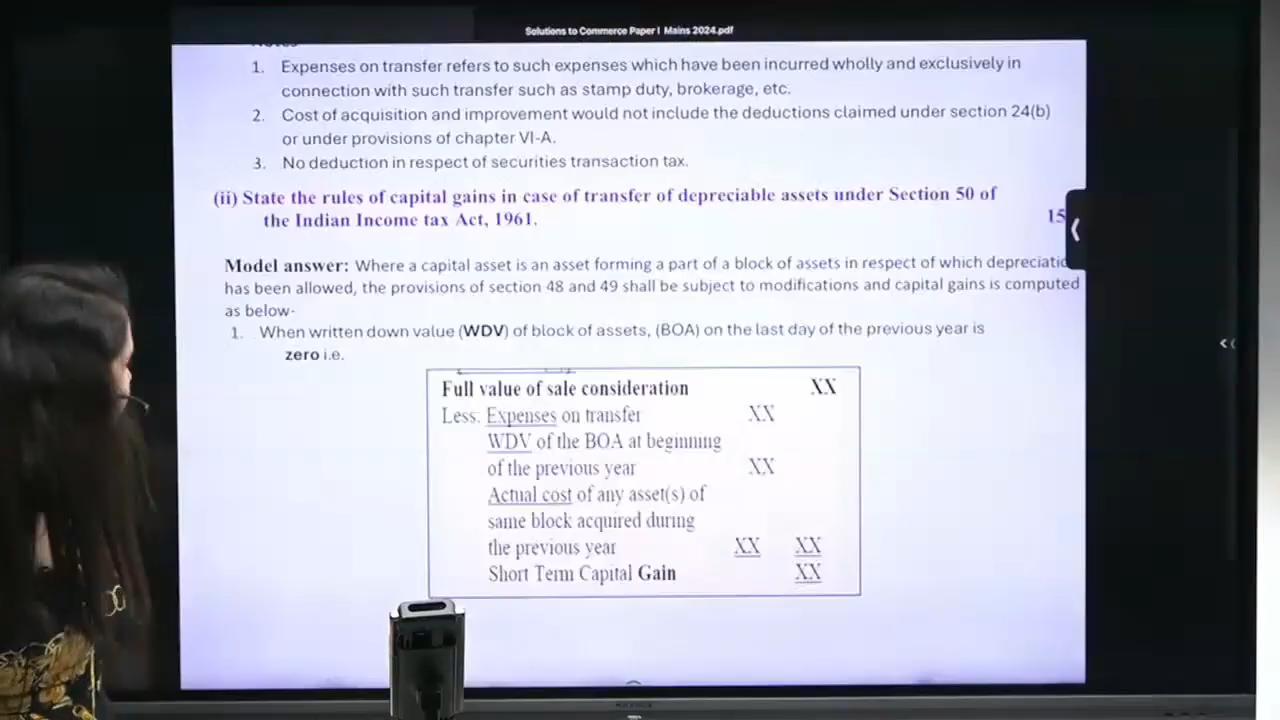 Solutions to Commerce Paper I Mains 2024.pdf
1. Expenses on transfer refers to such expenses which have been incurred wholly and exclusively in
connection with such transfer such as stamp duty, brokerage, etc.
2. Cost of acquisition and improvement would not include the deductions claimed under section 24(b)
or under provisions of chapter VI-A.
3. No deduction in respect of securities transaction tax.
(ii) State the rules of capital gains in case of transfer of depreciable assets under Section 50 of
the Indian Income tax Act, 1961.
15
Model answer: Where a capital asset is an asset forming a part of a block of assets in respect of which depreciatio
has been allowed, the provisions of section 48 and 49 shall be subject to modifications and capital gains is computed
as below-
1. When written down value (WDV) of block of assets, (BOA) on the last day of the previous year is
zero i.e.
Full value of sale consideration XX
Less: Expenses on transfer XX
WDV of the BOA at beginning
of the previous year XX
Actual cost of any asset(s) of
same block acquired during
the previous year XX XX
Short Term Capital Gain XX